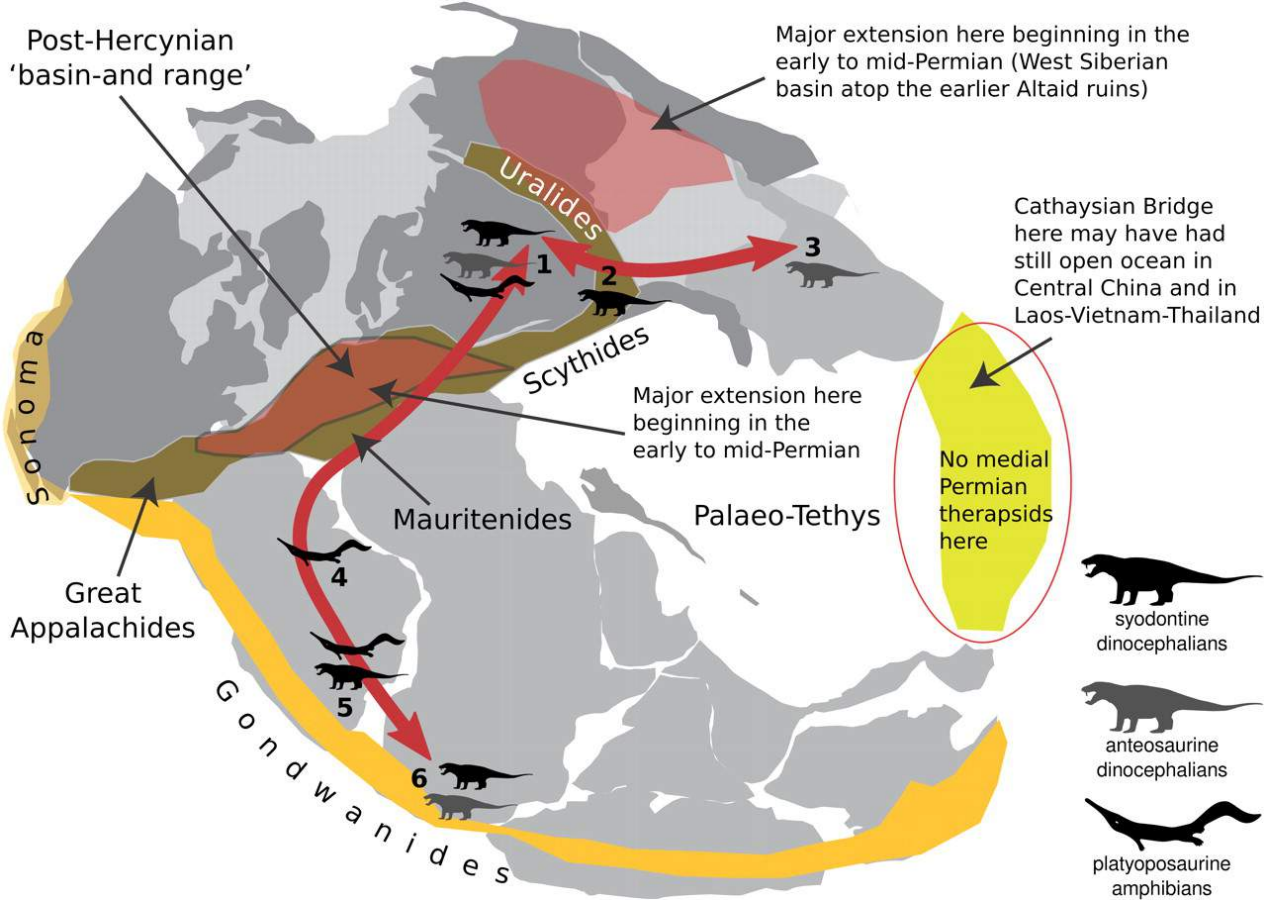 Post-Hercynian
‘basin-and range’
Major extension here beginning in the
early to mid-Permian (West Siberian
basin atop the earlier Altaid ruins)
Uralides
Cathaysian Bridge
here may have had
still open ocean in
Central China and in
Laos-Vietnam-Thailand
1
2
3
Sonoma
Scythides
Major extension here
beginning in the
early to mid-Permian
No medial
Permian
therapsids
here
Mauritenides
Palaeo-Tethys
Great
Appalachides
4
5
6
Gondwanides
syodontine
dinocephalians
anteosaurine
dinocephalians
platyoposaurine
amphibians